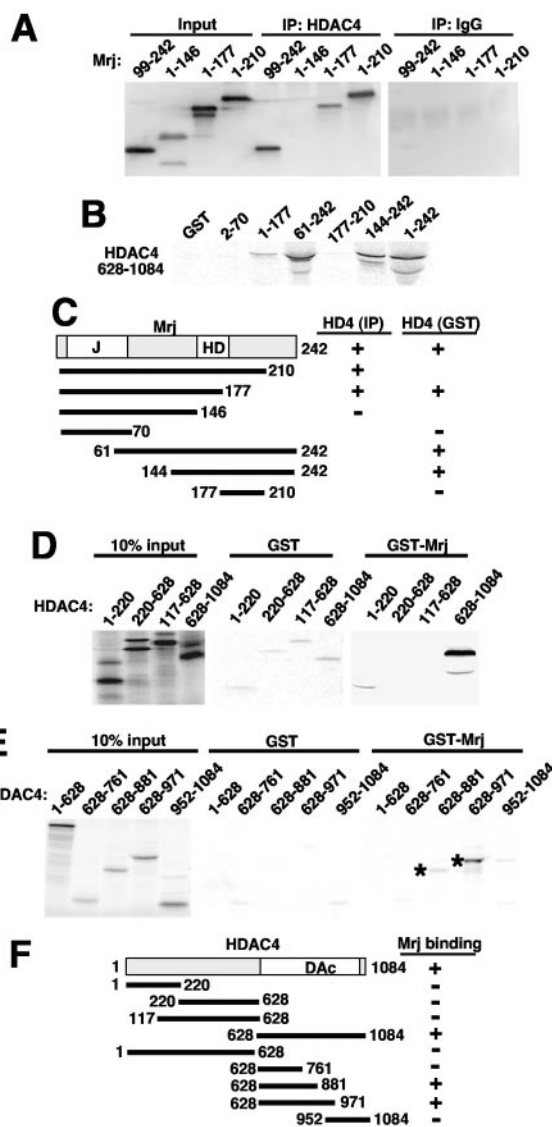 A
Input IP: HDAC4 IP: IgG
Mrj: 99-242 1-146 1-177 1-210 99-242 1-146 1-177 1-210 99-242 1-146 1-177 1-210
B
GST 2-70 1-177 61-242 177-210 144-242 1-242
HDAC4
628-1084
C
Mrj HD4 (IP) HD4 (GST)
J HD 242 + +
210 +
177 + +
146 -
70 -
61 242 +
144 242 +
177 210 -
D
10% input GST GST-Mrj
HDAC4: 1-220 220-628 117-628 628-1084 GST 1-220 220-628 117-628 628-1084 1-220 220-628 117-628 628-1084
E
10% input GST GST-Mrj
DAC4: 1-628 628-761 628-881 628-971 952-1084 1-628 628-761 628-881 628-971 952-1084 1-628 628-761 628-881 628-971 952-1084
* *
F
HDAC4 Mrj binding
1 DAc 1084 +
1 220 -
220 628 -
117 628 -
628 1084 +
1 628 -
628 761 -
628 881 +
628 971 +
952 1084 -